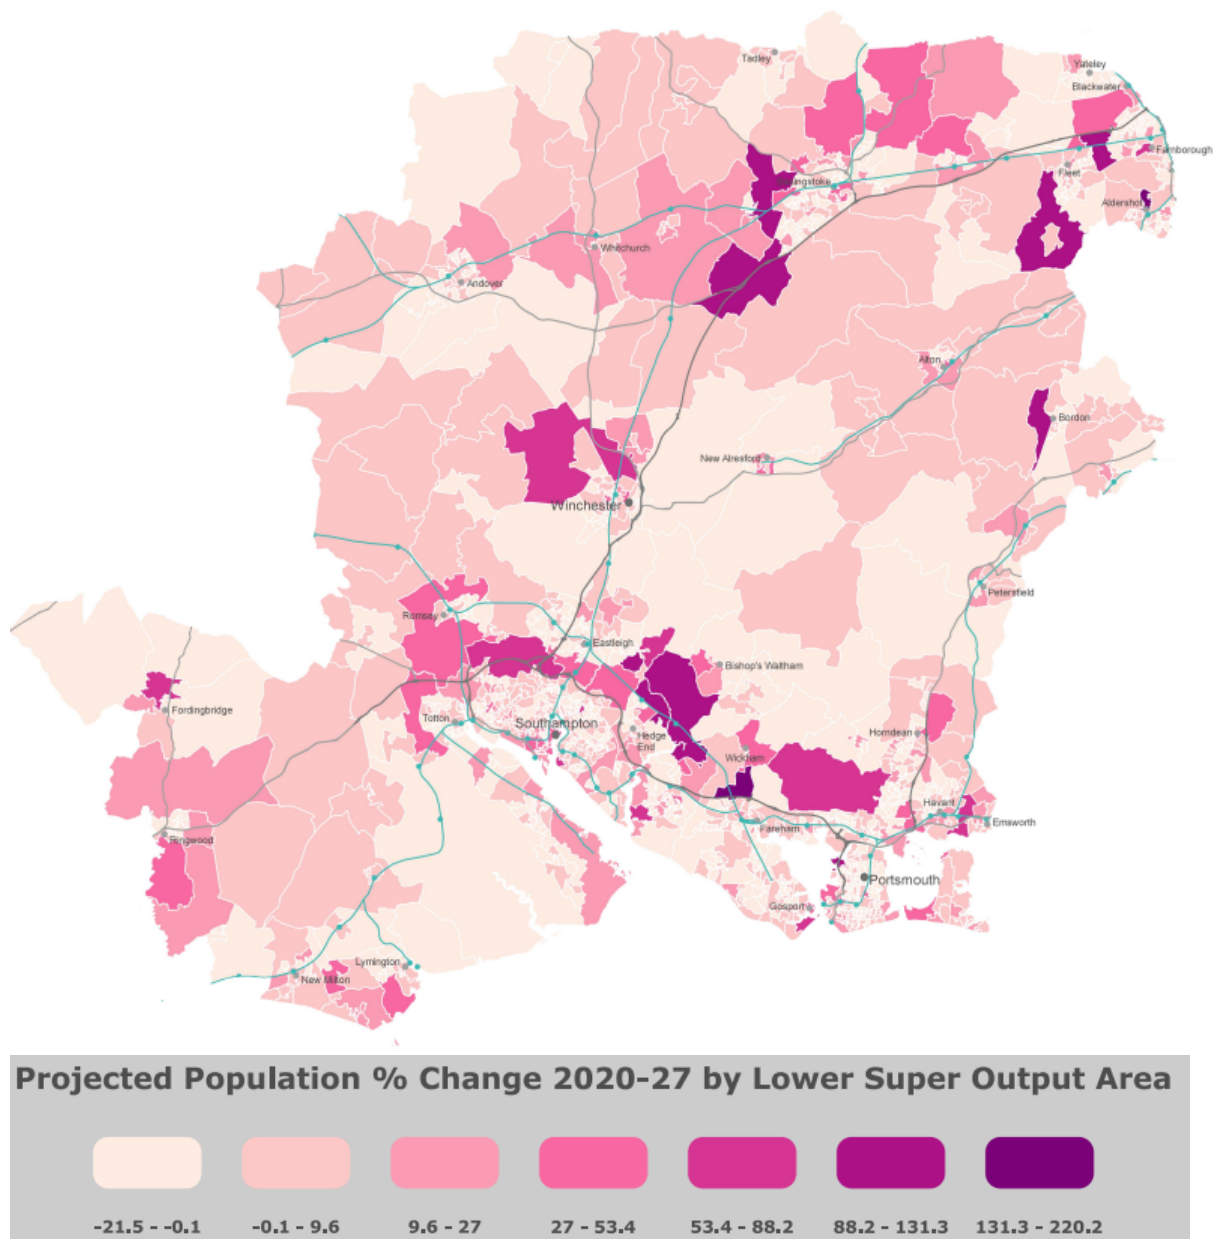 Tadley
Yateley
Blackwater
Farnborough
Fleet
Aldershot
Whitchurch
Andover
Alton
Bordon
New Alresford
Winchester
Petersfield
Romsey
Eastleigh
Bishop's Waltham
Fordingbridge
Totton
Southampton
Hedge
End
Horndean
Wickham
Havant
Emsworth
Fareham
Ringwood
Portsmouth
Gosport
Lymington
New Milton
Projected Population % Change 2020-27 by Lower Super Output Area
-21.5 - -0.1 -0.1 - 9.6 9.6 - 27 27 - 53.4 53.4 - 88.2 88.2 - 131.3 131.3 - 220.2